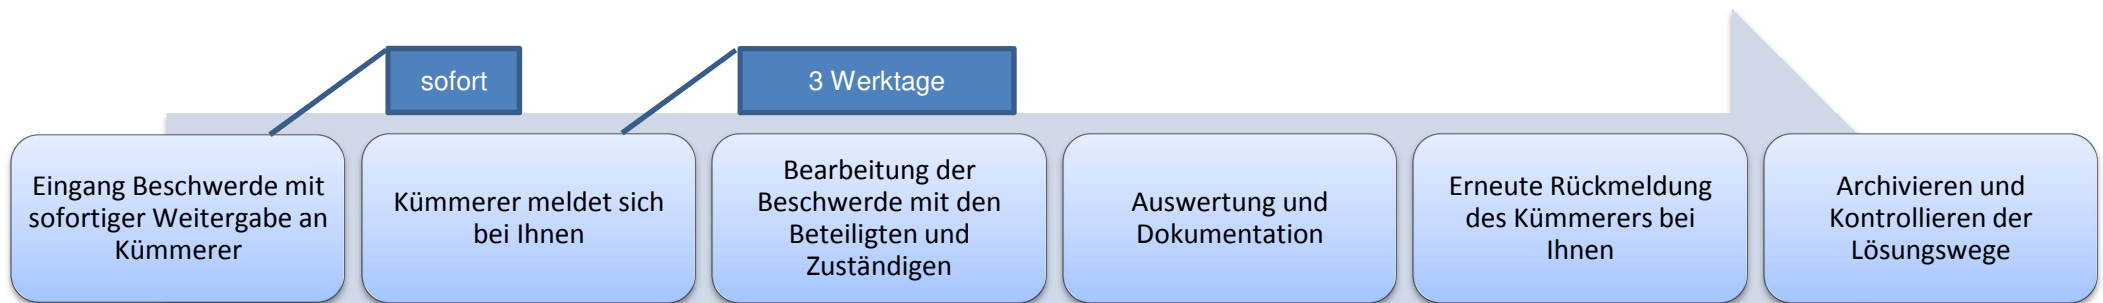 sofort
3 Werktage
Eingang Beschwerde mit
sofortiger Weitergabe an
Kümmerer
Kümmerer meldet sich
bei Ihnen
Bearbeitung der
Beschwerde mit den
Beteiligten und
Zuständigen
Auswertung und
Dokumentation
Erneute Rückmeldung
des Kümmerers bei
Ihnen
Archivieren und
Kontrollieren der
Lösungswege